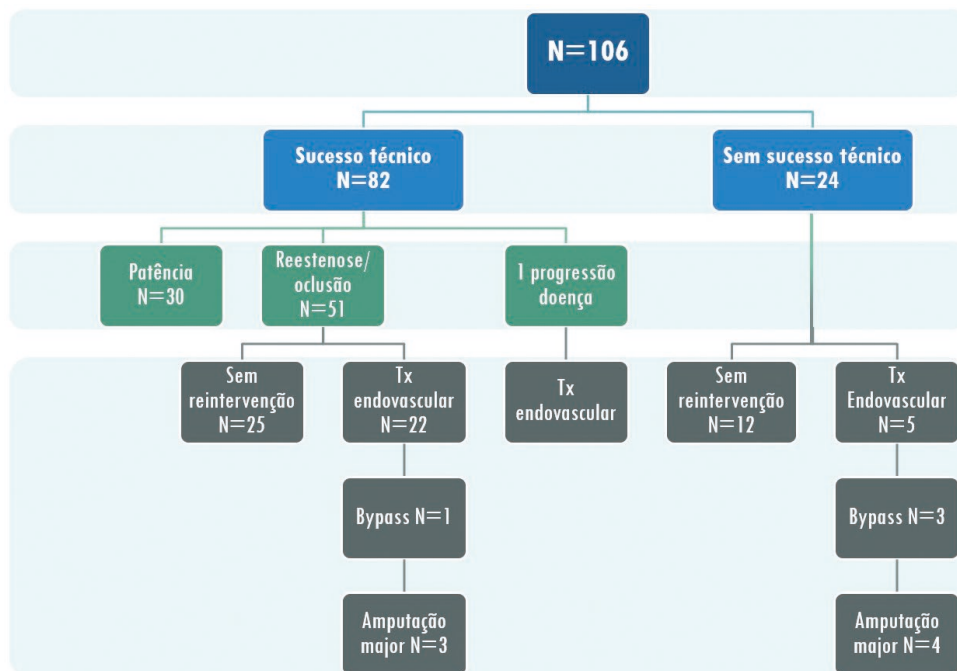 N=106
Sucesso técnico
N=82
Sem sucesso técnico
N=24
Patência
N=30
Reestenose/
oclusão
N=51
1 progressão
doença
Sem
reintervenção
N=25
Tx
endovascular
N=22
Tx
endovascular
Sem
reintervenção
N=12
Tx
Endovascular
N=5
Bypass N=1
Bypass N=3
Amputação
major N=3
Amputação
major N=4